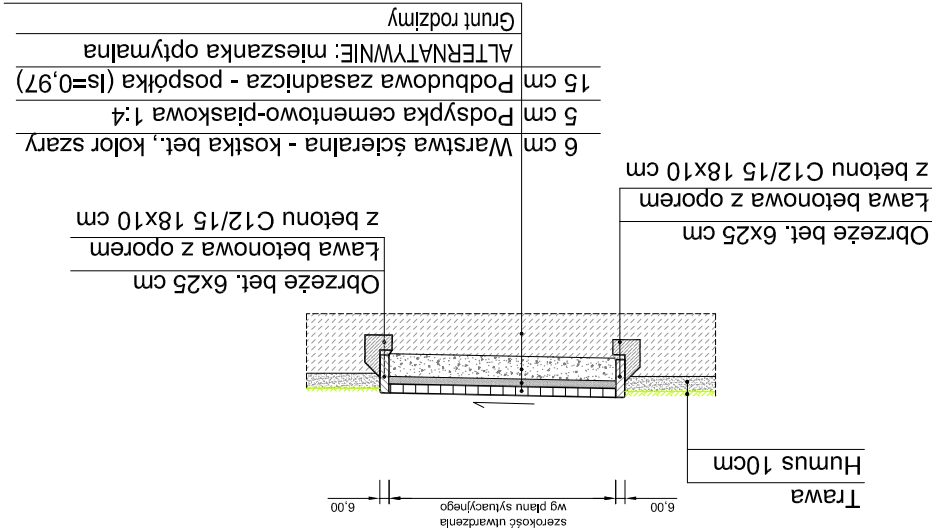 szerokość utwardzenia
wg planu sytuacyjnego
6,00
6,00
Trawa
Humus 10cm
Obrzeże bet. 6x25 cm
Ława betonowa z oporem
z betonu C12/15 18x10 cm
Obrzeże bet. 6x25 cm
Ława betonowa z oporem
z betonu C12/15 18x10 cm
6 cm Warstwa ścieralna - kostka bet., kolor szary
5 cm Podsypka cementowo-piaskowa 1:4
15 cm Podbudowa zasadnicza - pospółka (Is=0,97)
ALTERNATYWNIE: mieszanka optymalna
Grunt rodzimy